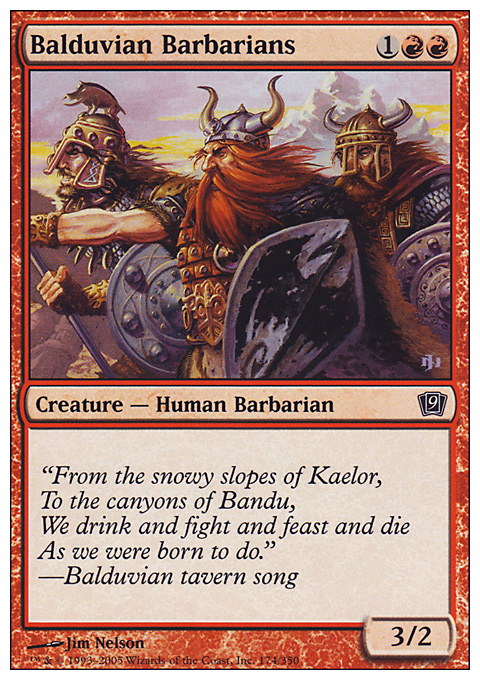 Balduvian Barbarians 1
Creature — Human Barbarian 9
“From the snowy slopes of Kaelor,
To the canyons of Bandu,
We drink and fight and feast and die
As we were born to do.”
—Balduvian tavern song
3/2
Jim Nelson
™ & © 1993–2005 Wizards of the Coast, Inc. 174/350